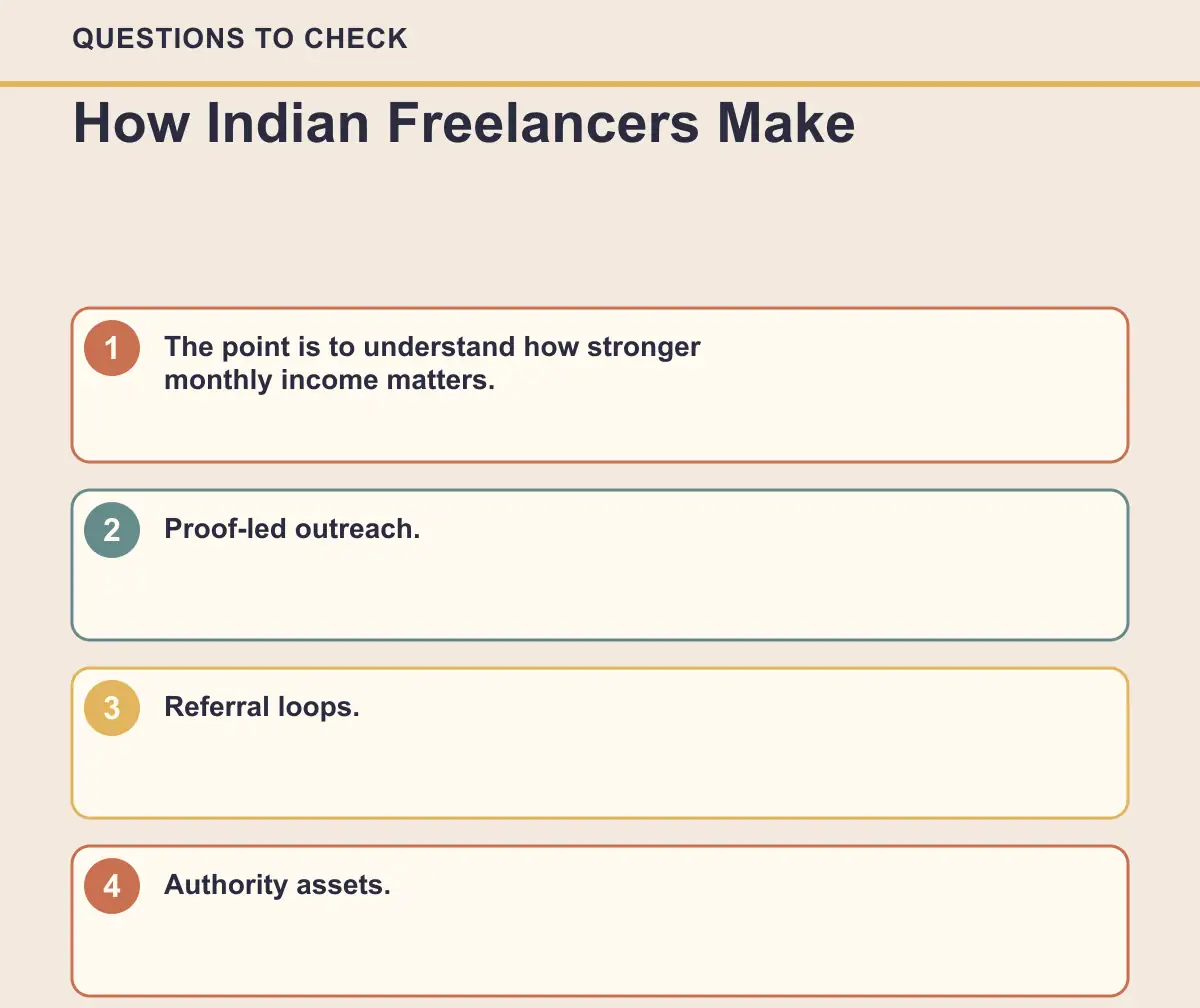 QUESTIONS TO CHECK
How Indian Freelancers Make
1
The point is to understand how stronger
monthly income matters.
2
Proof-led outreach.
3
Referral loops.
4
Authority assets.